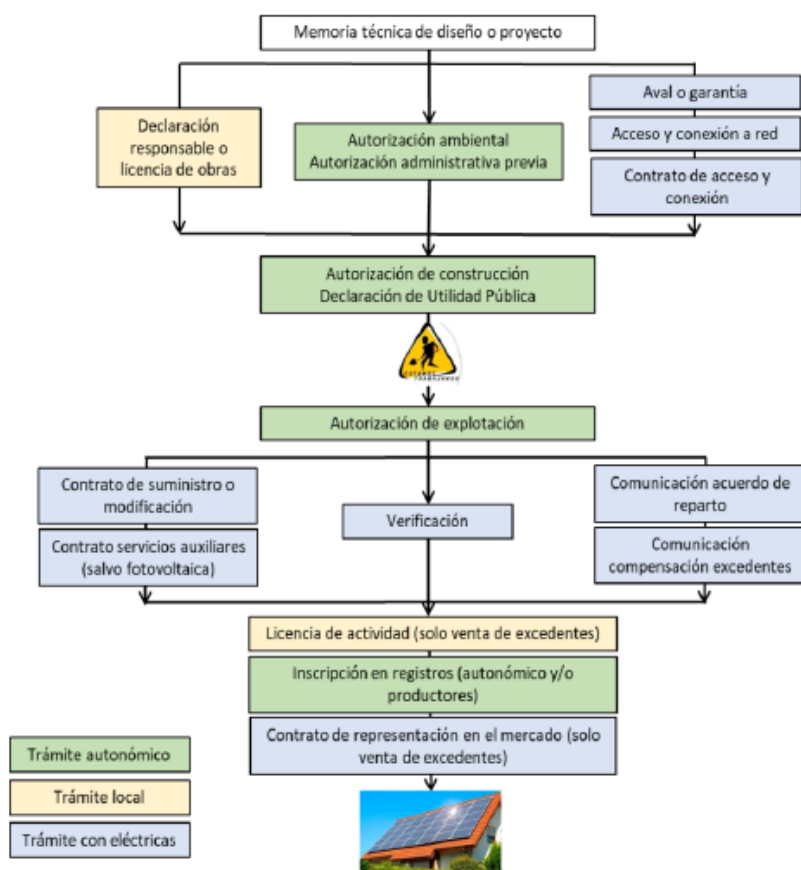 Memoria técnica de diseño o proyecto
Declaración
responsable o
licencia de obras
Autorización ambiental
Autorización administrativa previa
Aval o garantía
Acceso y conexión a red
Contrato de acceso y
conexión
Autorización de construcción
Declaración de Utilidad Pública
ESTAMOS
TRABAJANDO
Autorización de explotación
Contrato de suministro o
modificación
Contrato servicios auxiliares
(salvo fotovoltaica)
Verificación
Comunicación acuerdo de
reparto
Comunicación
compensación excedentes
Licencia de actividad (solo venta de excedentes)
Inscripción en registros (autonómico y/o
productores)
Contrato de representación en el mercado (solo
venta de excedentes)
Trámite autonómico
Trámite local
Trámite con eléctricas